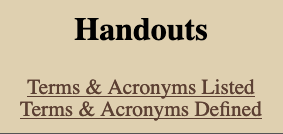 Handouts
Terms & Acronyms Listed
Terms & Acronyms Defined